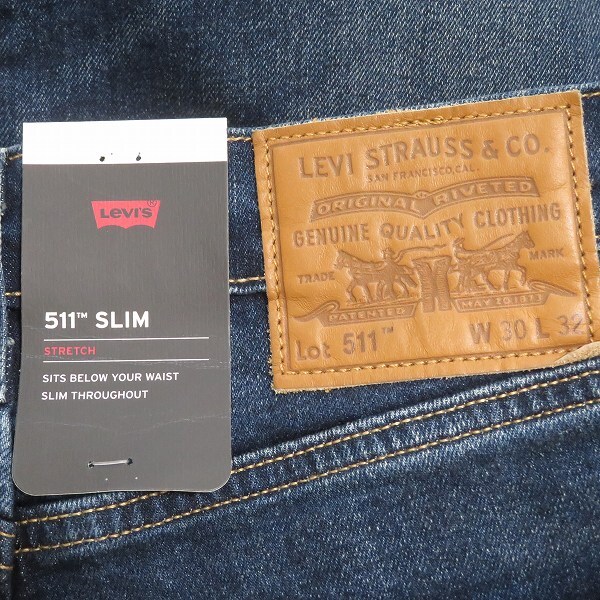 Levi's®
511™ SLIM
STRETCH
SITS BELOW YOUR WAIST
SLIM THROUGHOUT
LEVI STRAUSS & CO.
SAN FRANCISCO, CAL.
ORIGINAL RIVETED
®
GENUINE QUALITY CLOTHING
TRADE MARK
PATENTED MAY 20 1873
Lot 511™ W 30 L 32